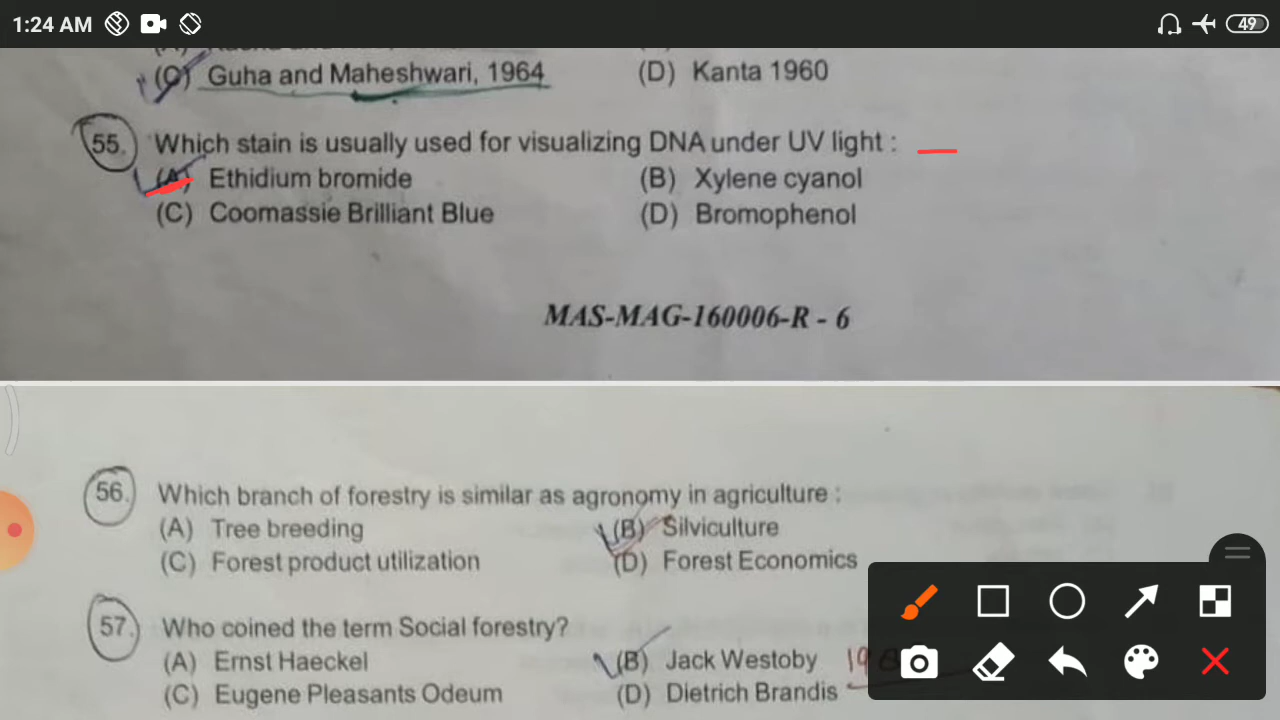 1:24 AM
49
(C) Guha and Maheshwari, 1964 (D) Kanta 1960
55. Which stain is usually used for visualizing DNA under UV light :
(A) Ethidium bromide (B) Xylene cyanol
(C) Coomassie Brilliant Blue (D) Bromophenol
MAS-MAG-160006-R - 6
56. Which branch of forestry is similar as agronomy in agriculture :
(A) Tree breeding (B) Silviculture
(C) Forest product utilization (D) Forest Economics
57. Who coined the term Social forestry?
(A) Ernst Haeckel (B) Jack Westoby
(C) Eugene Pleasants Odeum (D) Dietrich Brandis